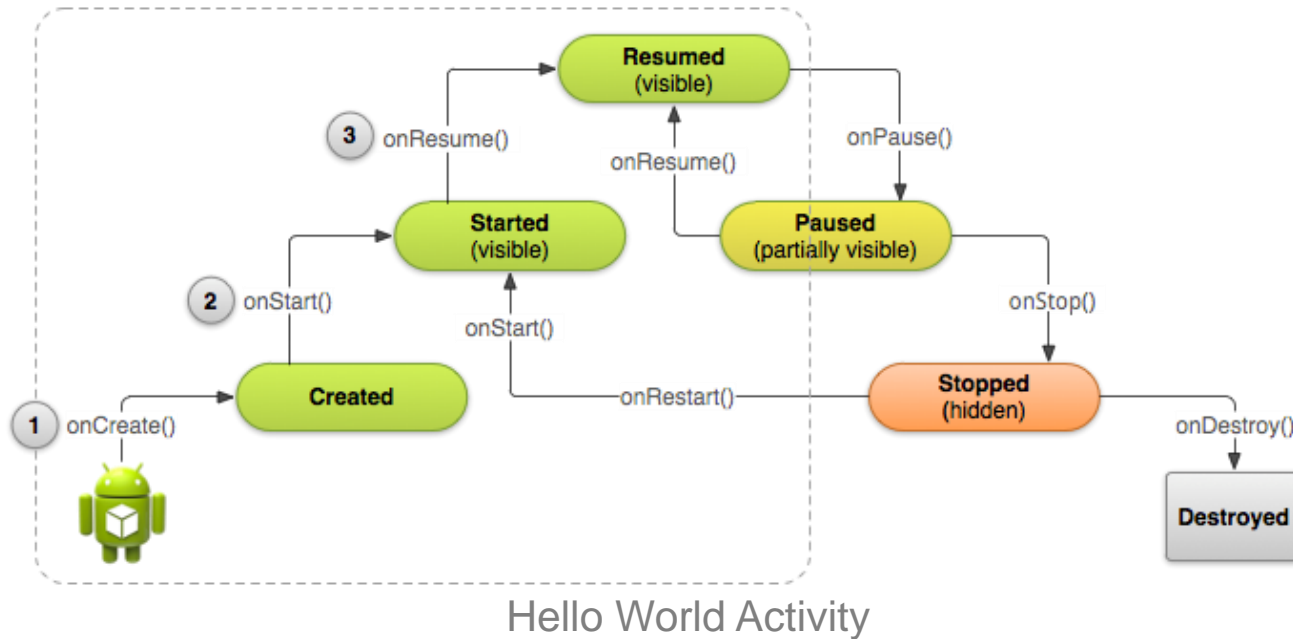 Resumed
(visible)
3
onResume()
onResume()
onPause()
Started
(visible)
Paused
(partially visible)
2
onStart()
onStart()
onStop()
Created
onRestart()
Stopped
(hidden)
1
onCreate()
onDestroy()
Destroyed
Hello World Activity